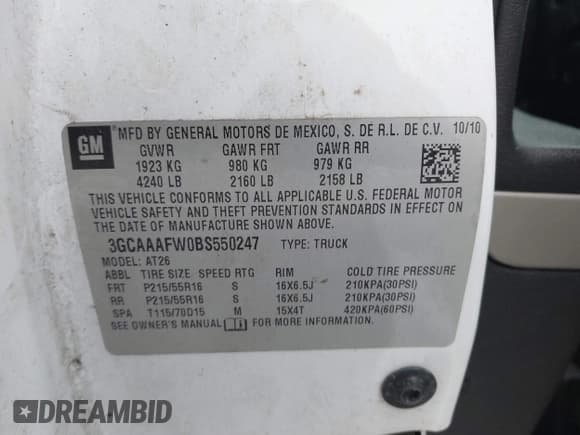 GM
MFD BY GENERAL MOTORS DE MEXICO, S. DE R.L. DE C.V. 10/10
GVWR GAWR FRT GAWR RR
1923 KG 980 KG 979 KG
4240 LB 2160 LB 2158 LB
THIS VEHICLE CONFORMS TO ALL APPLICABLE U.S. FEDERAL MOTOR
VEHICLE SAFETY AND THEFT PREVENTION STANDARDS IN EFFECT ON
THE DATE OF MANUFACTURE SHOWN ABOVE.
3GCAAAFW0BS550247 TYPE: TRUCK
MODEL: AT26
ABBL TIRE SIZE SPEED RTG RIM COLD TIRE PRESSURE
FRT P215/55R16 S 16X6.5J 210KPA(30PSI)
RR P215/55R16 S 16X6.5J 210KPA(30PSI)
SPA T115/70D15 M 15X4T 420KPA(60PSI)
SEE OWNER'S MANUAL FOR MORE INFORMATION.
DREAMBID